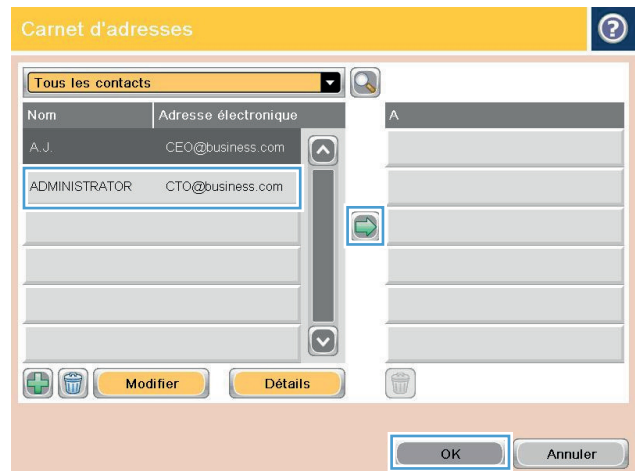 Carnet d'adresses
?
Tous les contacts
Nom Adresse électronique A
A.J. CEO@business.com
ADMINISTRATOR CTO@business.com
Modifier Détails
OK Annuler